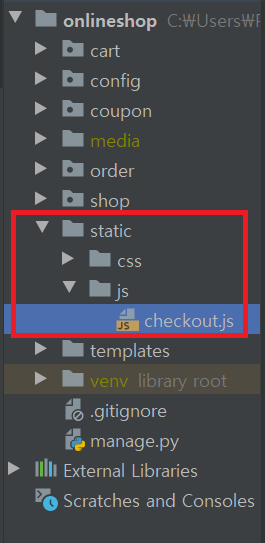 onlineshop C:₩Users₩F
cart
config
coupon
media
order
shop
static
css
js
JS checkout.js
templates
venv library root
.gitignore
manage.py
External Libraries
Scratches and Consoles